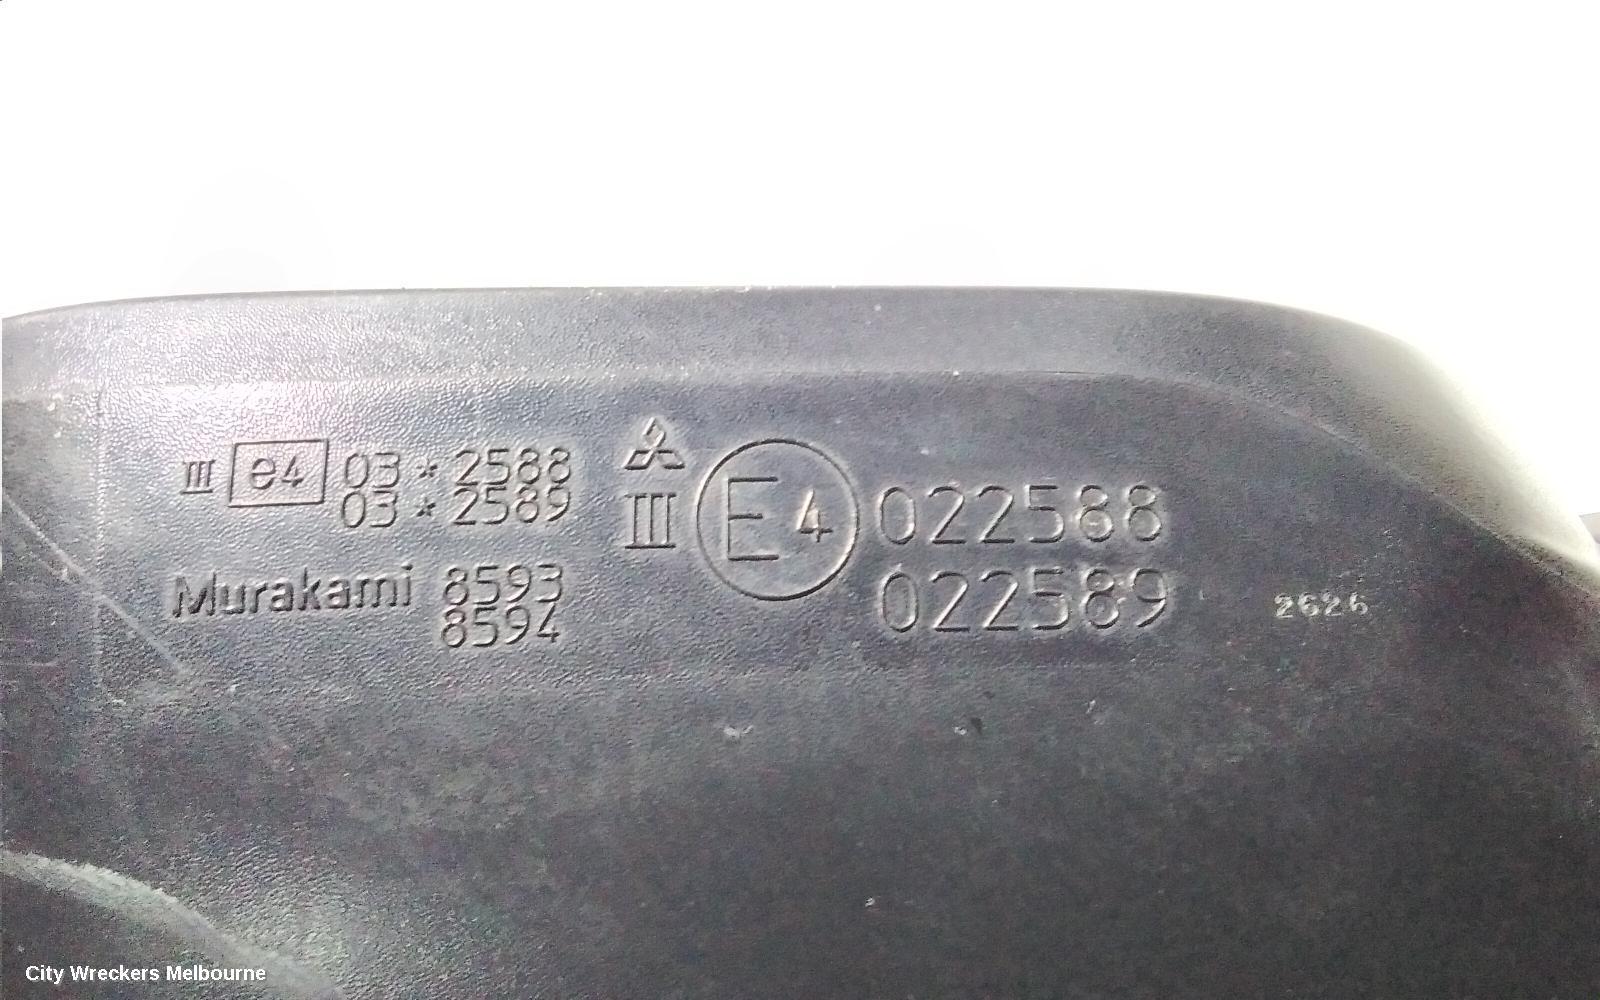 III e4 03 * 2588
03 * 2589
Murakami 8593
8594
III E4 022588
022589
2626
City Wreckers Melbourne